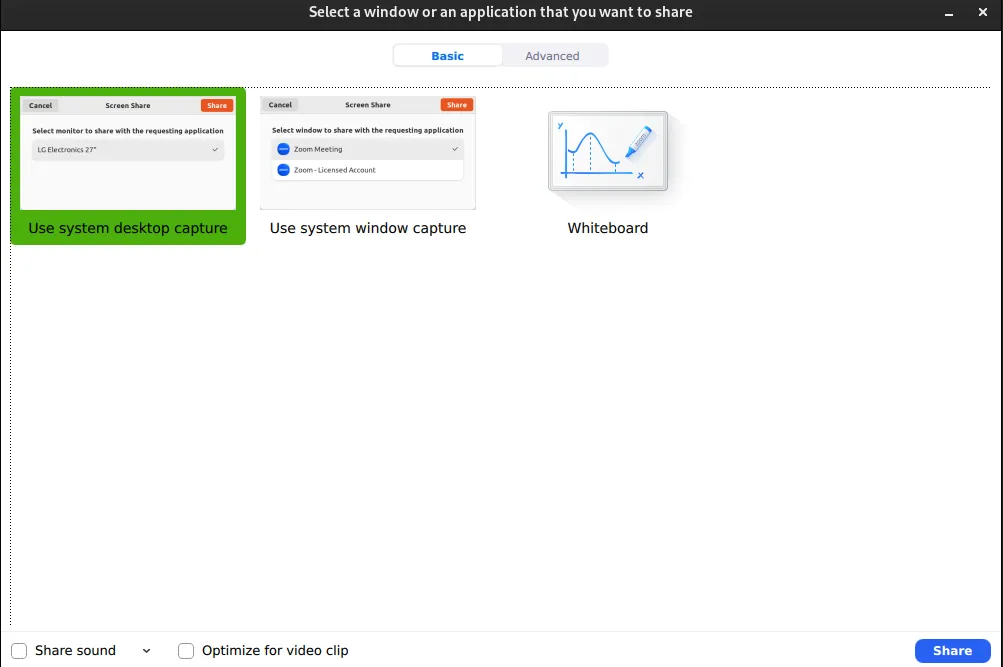 Select a window or an application that you want to share
Basic
Advanced
Cancel
Screen Share
Share
Select monitor to share with the requesting application
LG Electronics 27"
Use system desktop capture
Cancel
Screen Share
Share
Select window to share with the requesting application
Zoom Meeting
Zoom - Licensed Account
Use system window capture
y
x
zoom
Whiteboard
Share sound
Optimize for video clip
Share